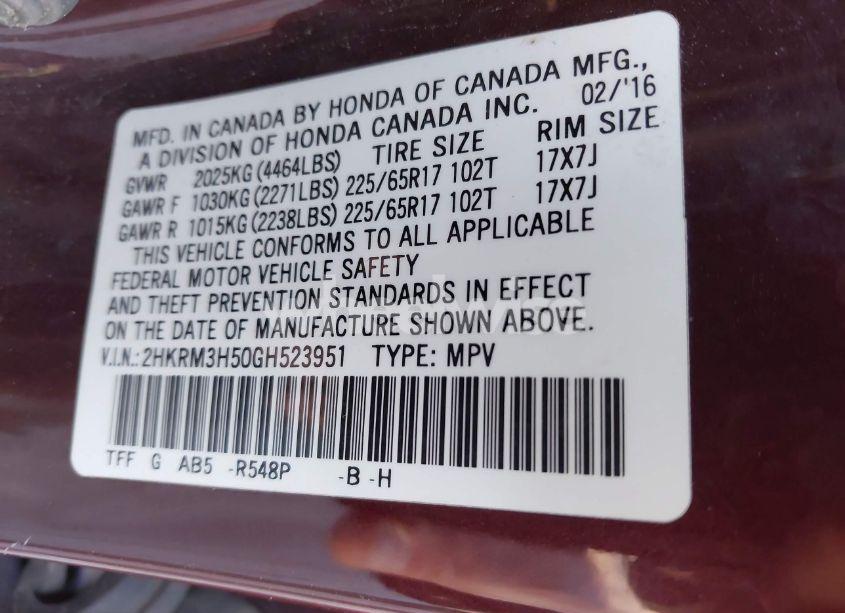 MFD. IN CANADA BY HONDA OF CANADA MFG.,
A DIVISION OF HONDA CANADA INC. 02/'16
GVWR 2025KG(4464LBS) TIRE SIZE RIM SIZE
GAWR F 1030KG(2271LBS) 225/65R17 102T 17X7J
GAWR R 1015KG(2238LBS) 225/65R17 102T 17X7J
THIS VEHICLE CONFORMS TO ALL APPLICABLE
FEDERAL MOTOR VEHICLE SAFETY
AND THEFT PREVENTION STANDARDS IN EFFECT
ON THE DATE OF MANUFACTURE SHOWN ABOVE.
V.I.N.: 2HKRM3H50GH523951 TYPE: MPV
TFF G AB5 -R548P -B -H